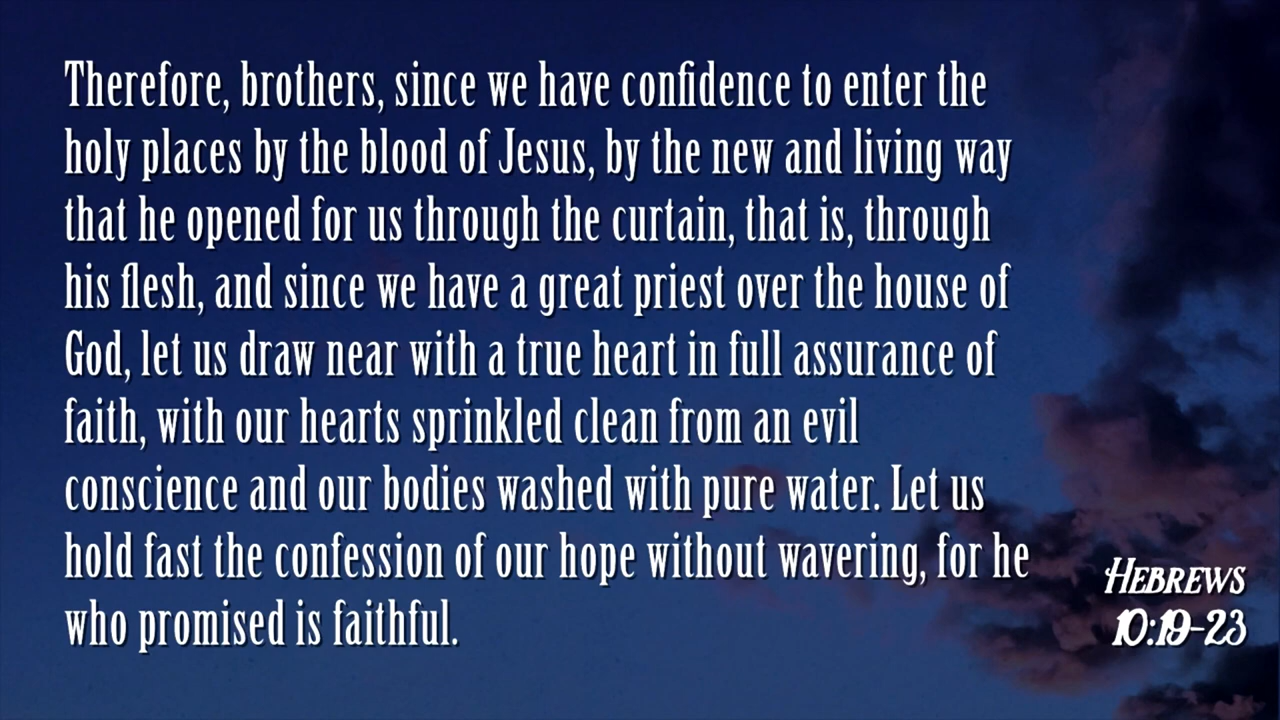 Therefore, brothers, since we have confidence to enter the
holy places by the blood of Jesus, by the new and living way
that he opened for us through the curtain, that is, through
his flesh, and since we have a great priest over the house of
God, let us draw near with a true heart in full assurance of
faith, with our hearts sprinkled clean from an evil
conscience and our bodies washed with pure water. Let us
hold fast the confession of our hope without wavering, for he
who promised is faithful.
Hebrews
10:19-23